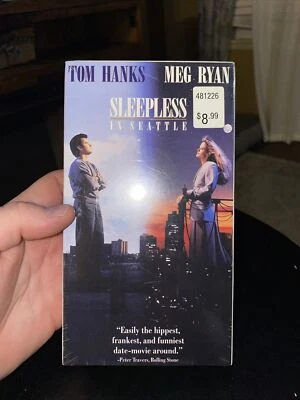 TOM HANKS MEG RYAN
481226
$8.99
SLEEPLESS
IN SEATTLE
"Easily the hippest,
frankest, and funniest
date-movie around."
-Peter Travers, Rolling Stone